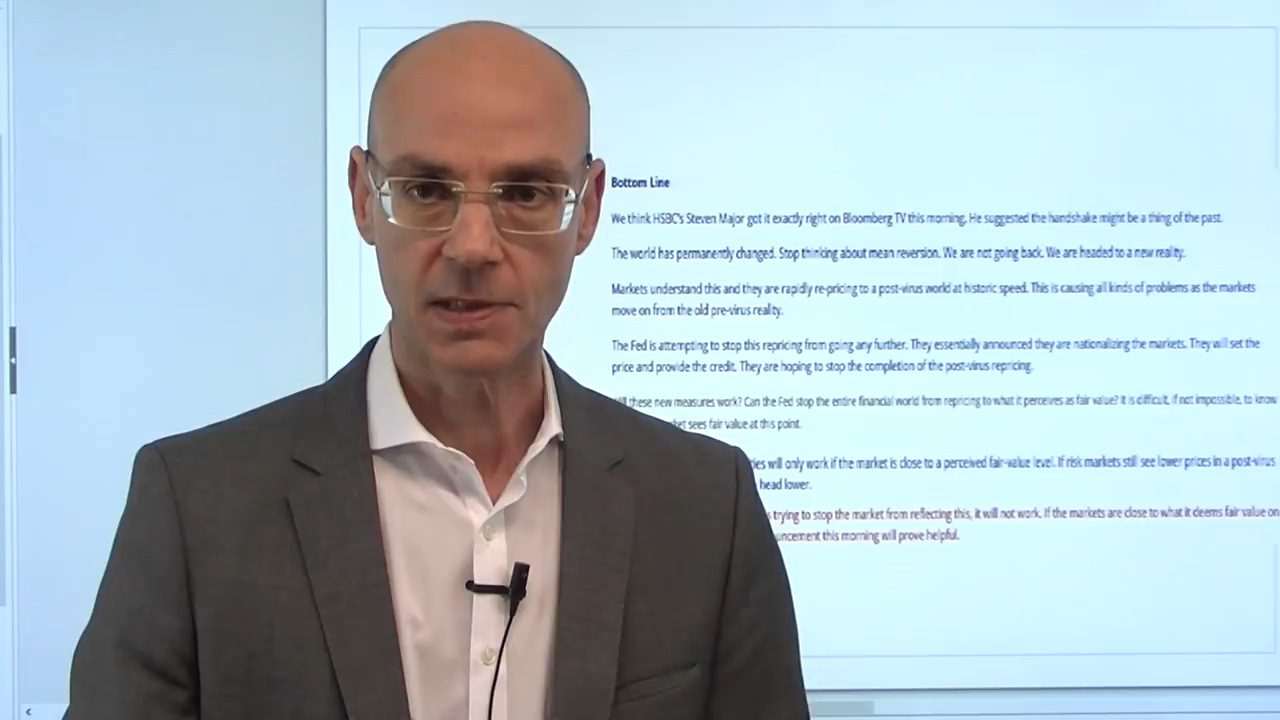 Bottom Line
We think HSBC's Steven Major got it exactly right on Bloomberg TV this morning. He suggested the handshake might be a thing of the past.
The world has permanently changed. Stop thinking about mean reversion. We are not going back. We are headed to a new reality.
Markets understand this and they are rapidly re-pricing to a post-virus world at historic speed. This is causing all kinds of problems as the markets
move on from the old pre-virus reality.
The Fed is attempting to stop this repricing from going any further. They essentially announced they are nationalizing the markets. They will set the
price and provide the credit. They are hoping to stop the completion of the post-virus repricing.
these new measures work? Can the Fed stop the entire financial world from repricing to what it perceives as fair value? It is difficult, if not impossible, to know
sees fair value at this point.
will only work if the market is close to a perceived fair-value level. If risk markets still see lower prices in a post-virus
head lower.
trying to stop the market from reflecting this, it will not work. If the markets are close to what it deems fair value on
this morning will prove helpful.